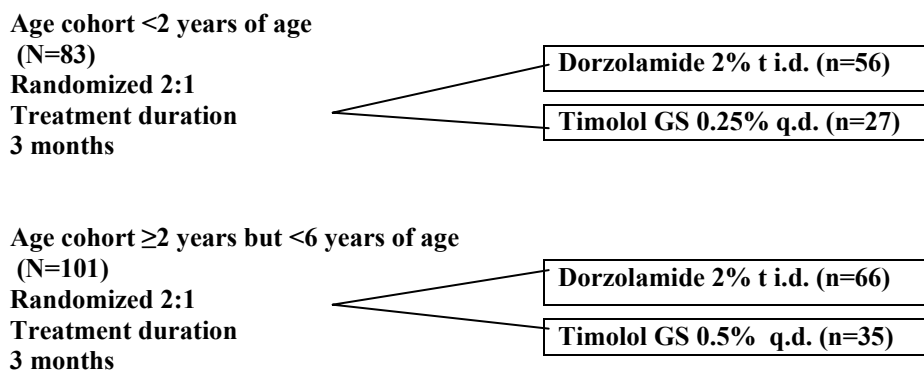 Age cohort <2 years of age
(N=83)
Randomized 2:1
Treatment duration
3 months
Dorzolamide 2% t i.d. (n=56)
Timolol GS 0.25% q.d. (n=27)
Age cohort ≥2 years but <6 years of age
(N=101)
Randomized 2:1
Treatment duration
3 months
Dorzolamide 2% t i.d. (n=66)
Timolol GS 0.5% q.d. (n=35)